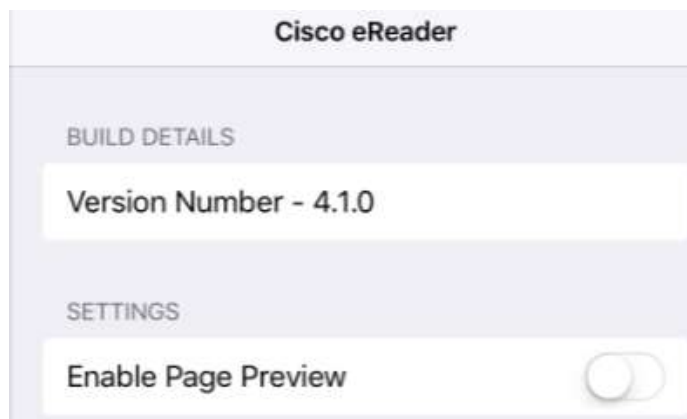 Cisco eReader
BUILD DETAILS
Version Number - 4.1.0
SETTINGS
Enable Page Preview